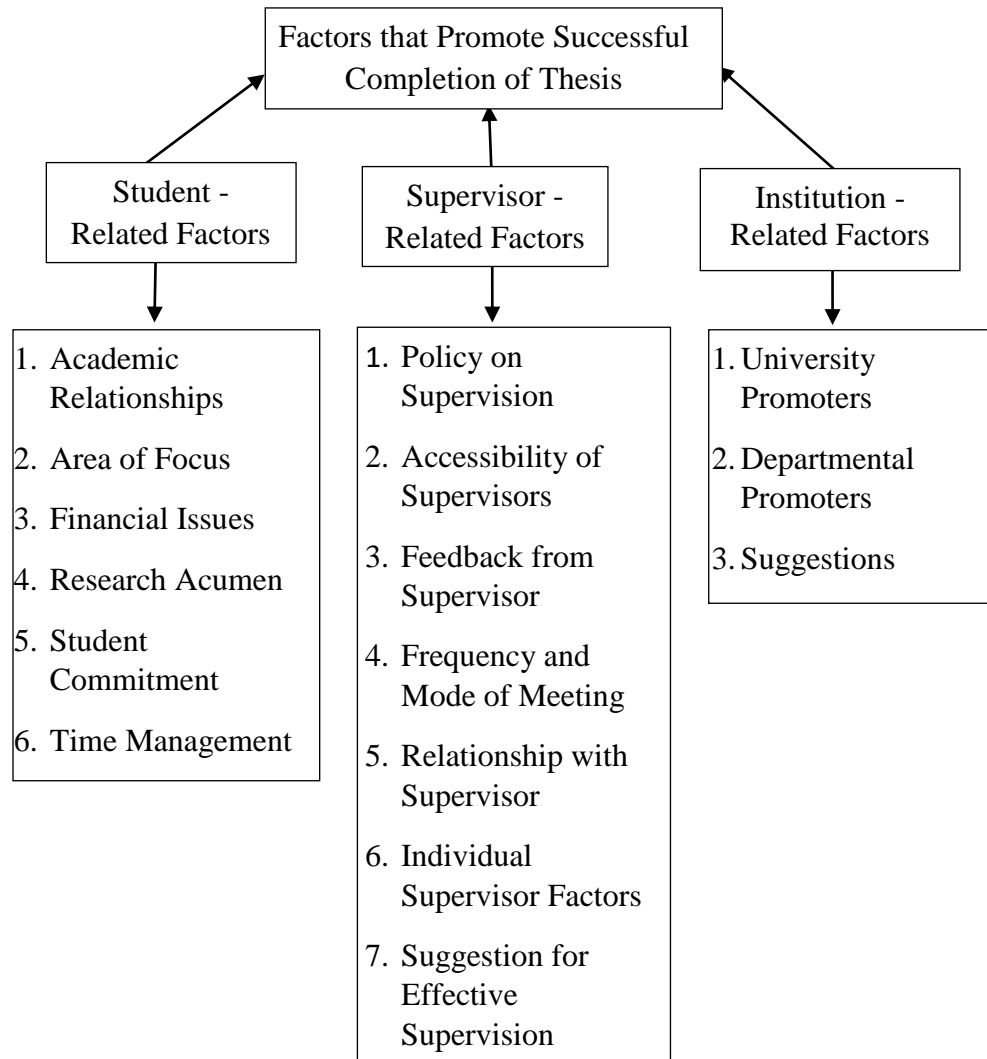 Factors that Promote Successful
Completion of Thesis
Student -
Related Factors
Supervisor -
Related Factors
Institution -
Related Factors
1. Academic
Relationships
2. Area of Focus
3. Financial Issues
4. Research Acumen
5. Student
Commitment
6. Time Management
1. Policy on
Supervision
2. Accessibility of
Supervisors
3. Feedback from
Supervisor
4. Frequency and
Mode of Meeting
5. Relationship with
Supervisor
6. Individual
Supervisor Factors
7. Suggestion for
Effective
Supervision
1. University
Promoters
2. Departmental
Promoters
3. Suggestions